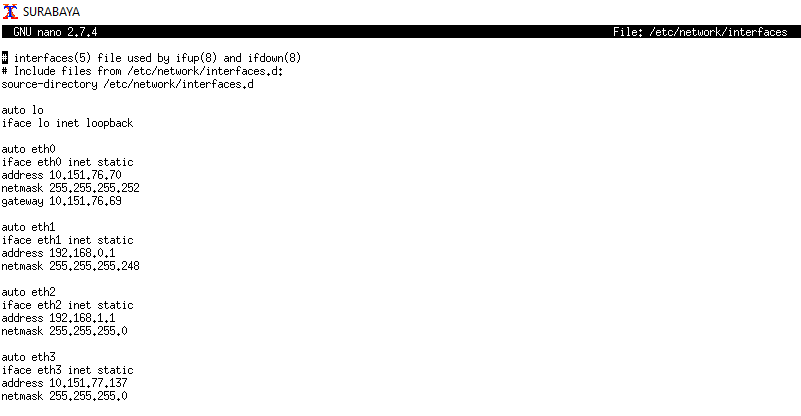 SURABAYA
GNU nano 2.7.4 File: /etc/network/interfaces
# interfaces(5) file used by ifup(8) and ifdown(8)
# Include files from /etc/network/interfaces.d:
source-directory /etc/network/interfaces.d
auto lo
iface lo inet loopback
auto eth0
iface eth0 inet static
address 10.151.76.70
netmask 255.255.255.252
gateway 10.151.76.69
auto eth1
iface eth1 inet static
address 192.168.0.1
netmask 255.255.255.248
auto eth2
iface eth2 inet static
address 192.168.1.1
netmask 255.255.255.0
auto eth3
iface eth3 inet static
address 10.151.77.137
netmask 255.255.255.0